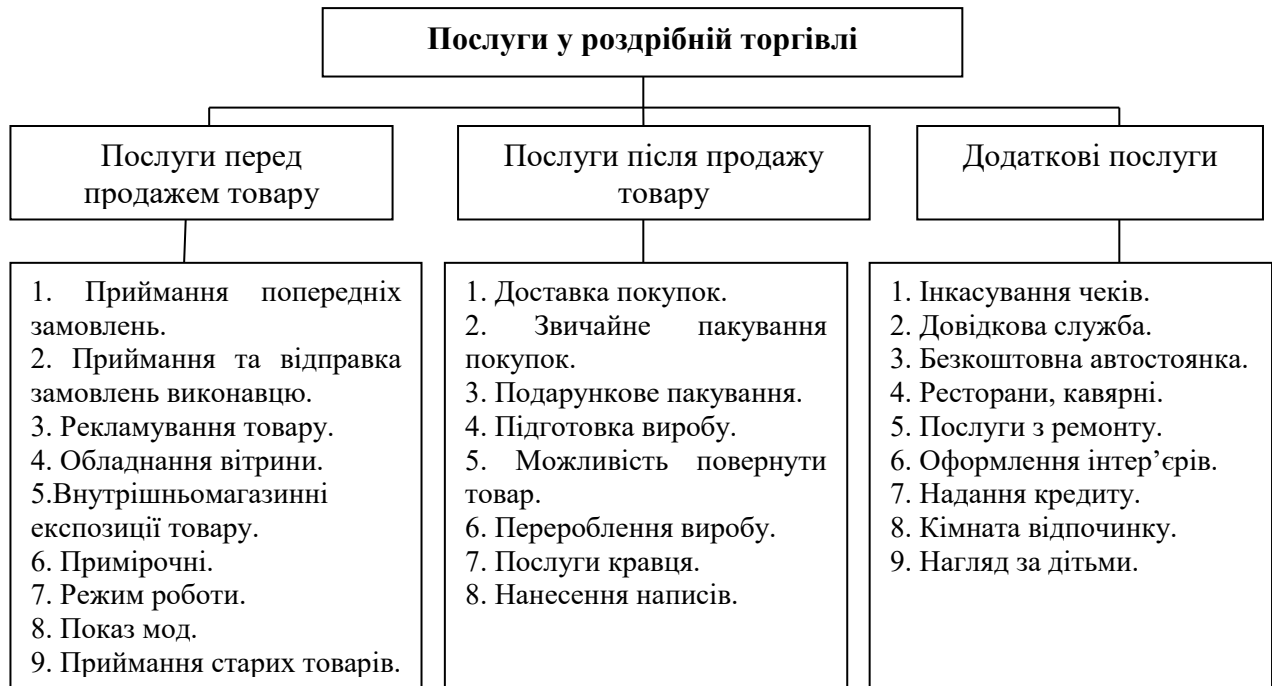 Послуги у роздрібній торгівлі
Послуги перед
продажем товару
Послуги після продажу
товару
Додаткові послуги
1. Приймання попередніх
замовлень.
2. Приймання та відправка
замовлень виконавцю.
3. Рекламування товару.
4. Обладнання вітрини.
5.Внутрішньомагазинні
експозиції товару.
6. Примірочні.
7. Режим роботи.
8. Показ мод.
9. Приймання старих товарів.
1. Доставка покупок.
2. Звичайне пакування
покупок.
3. Подарункове пакування.
4. Підготовка виробу.
5. Можливість повернути
товар.
6. Перероблення виробу.
7. Послуги кравця.
8. Нанесення написів.
1. Інкасування чеків.
2. Довідкова служба.
3. Безкоштовна автостоянка.
4. Ресторани, кавярні.
5. Послуги з ремонту.
6. Оформлення інтер’єрів.
7. Надання кредиту.
8. Кімната відпочинку.
9. Нагляд за дітьми.